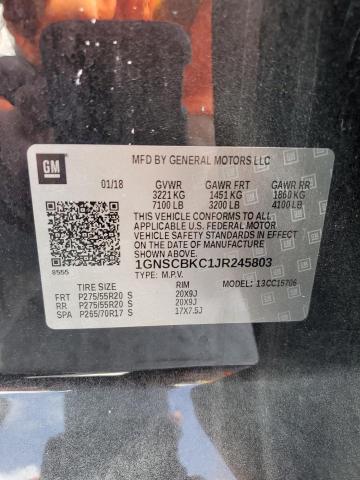 GM
MFD BY GENERAL MOTORS LLC
01/18 GVWR GAWR FRT GAWR RR
3221 KG 1451 KG 1860 KG
7100 LB 3200 LB 4100 LB
THIS VEHICLE CONFORMS TO ALL
APPLICABLE U.S. FEDERAL MOTOR
VEHICLE SAFETY STANDARDS IN EFFECT
ON THE DATE OF MANUFACTURE
SHOWN ABOVE.
1GNSCBKC1JR245803
8555 TYPE: M.P.V.
TIRE SIZE RIM MODEL: 13CC15706
FRT P275/55R20 S 20X9J
RR P275/55R20 S 20X9J
SPA P265/70R17 S 17X7.5J